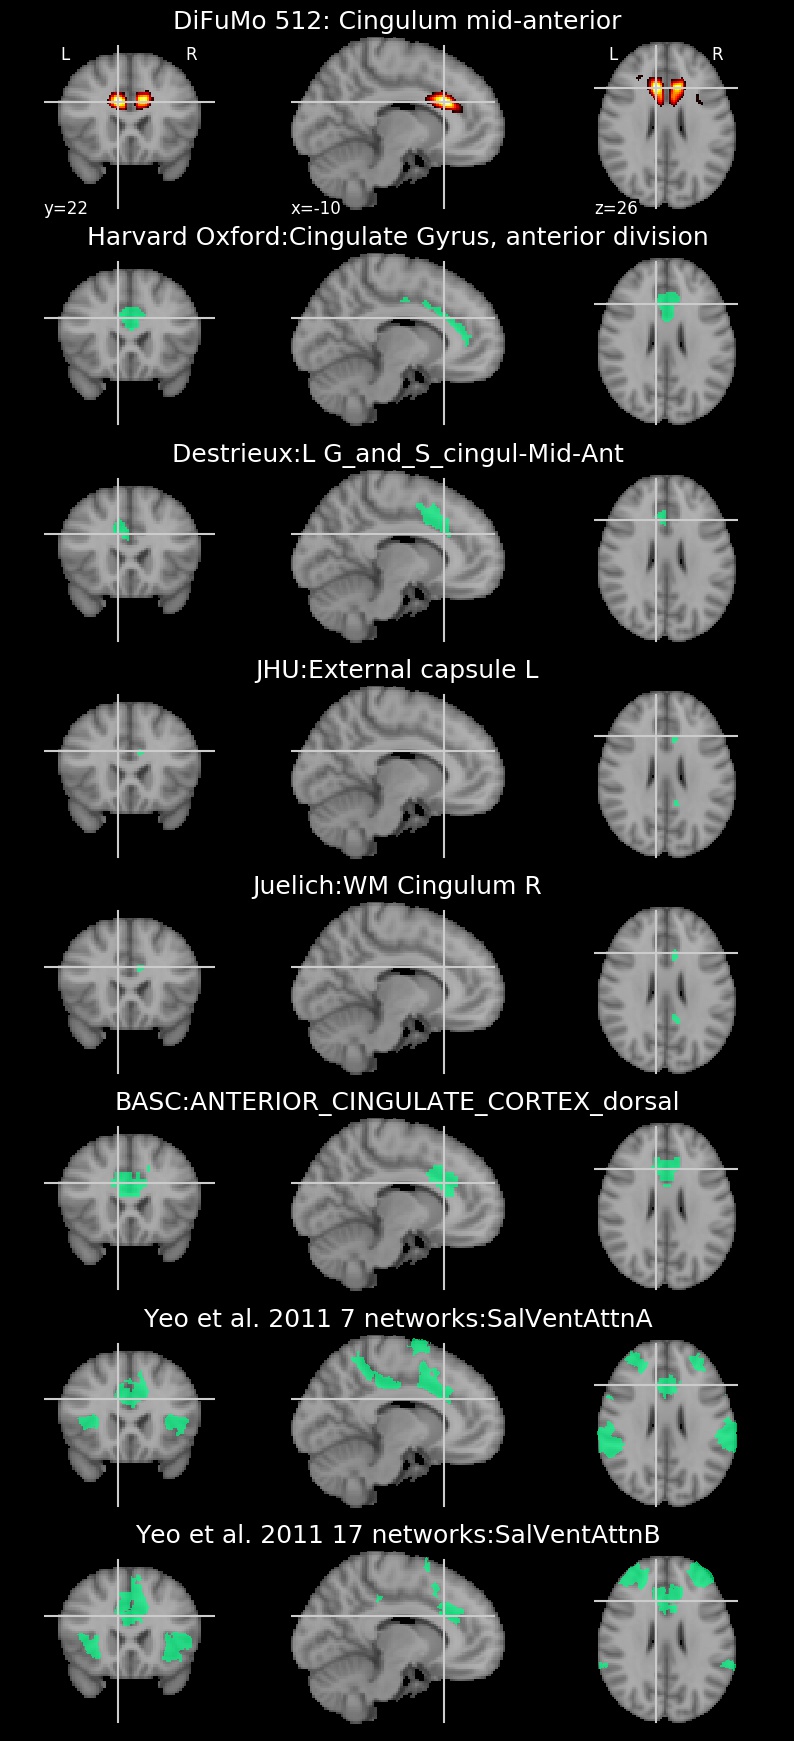 DiFuMo 512: Cingulum mid-anterior
L R L R
y=22 x=-10 z=26
Harvard Oxford:Cingulate Gyrus, anterior division
Destrieux:L G_and_S_cingul-Mid-Ant
JHU:External capsule L
Juelich:WM Cingulum R
BASC:ANTERIOR_CINGULATE_CORTEX_dorsal
Yeo et al. 2011 7 networks:SalVentAttnA
Yeo et al. 2011 17 networks:SalVentAttnB